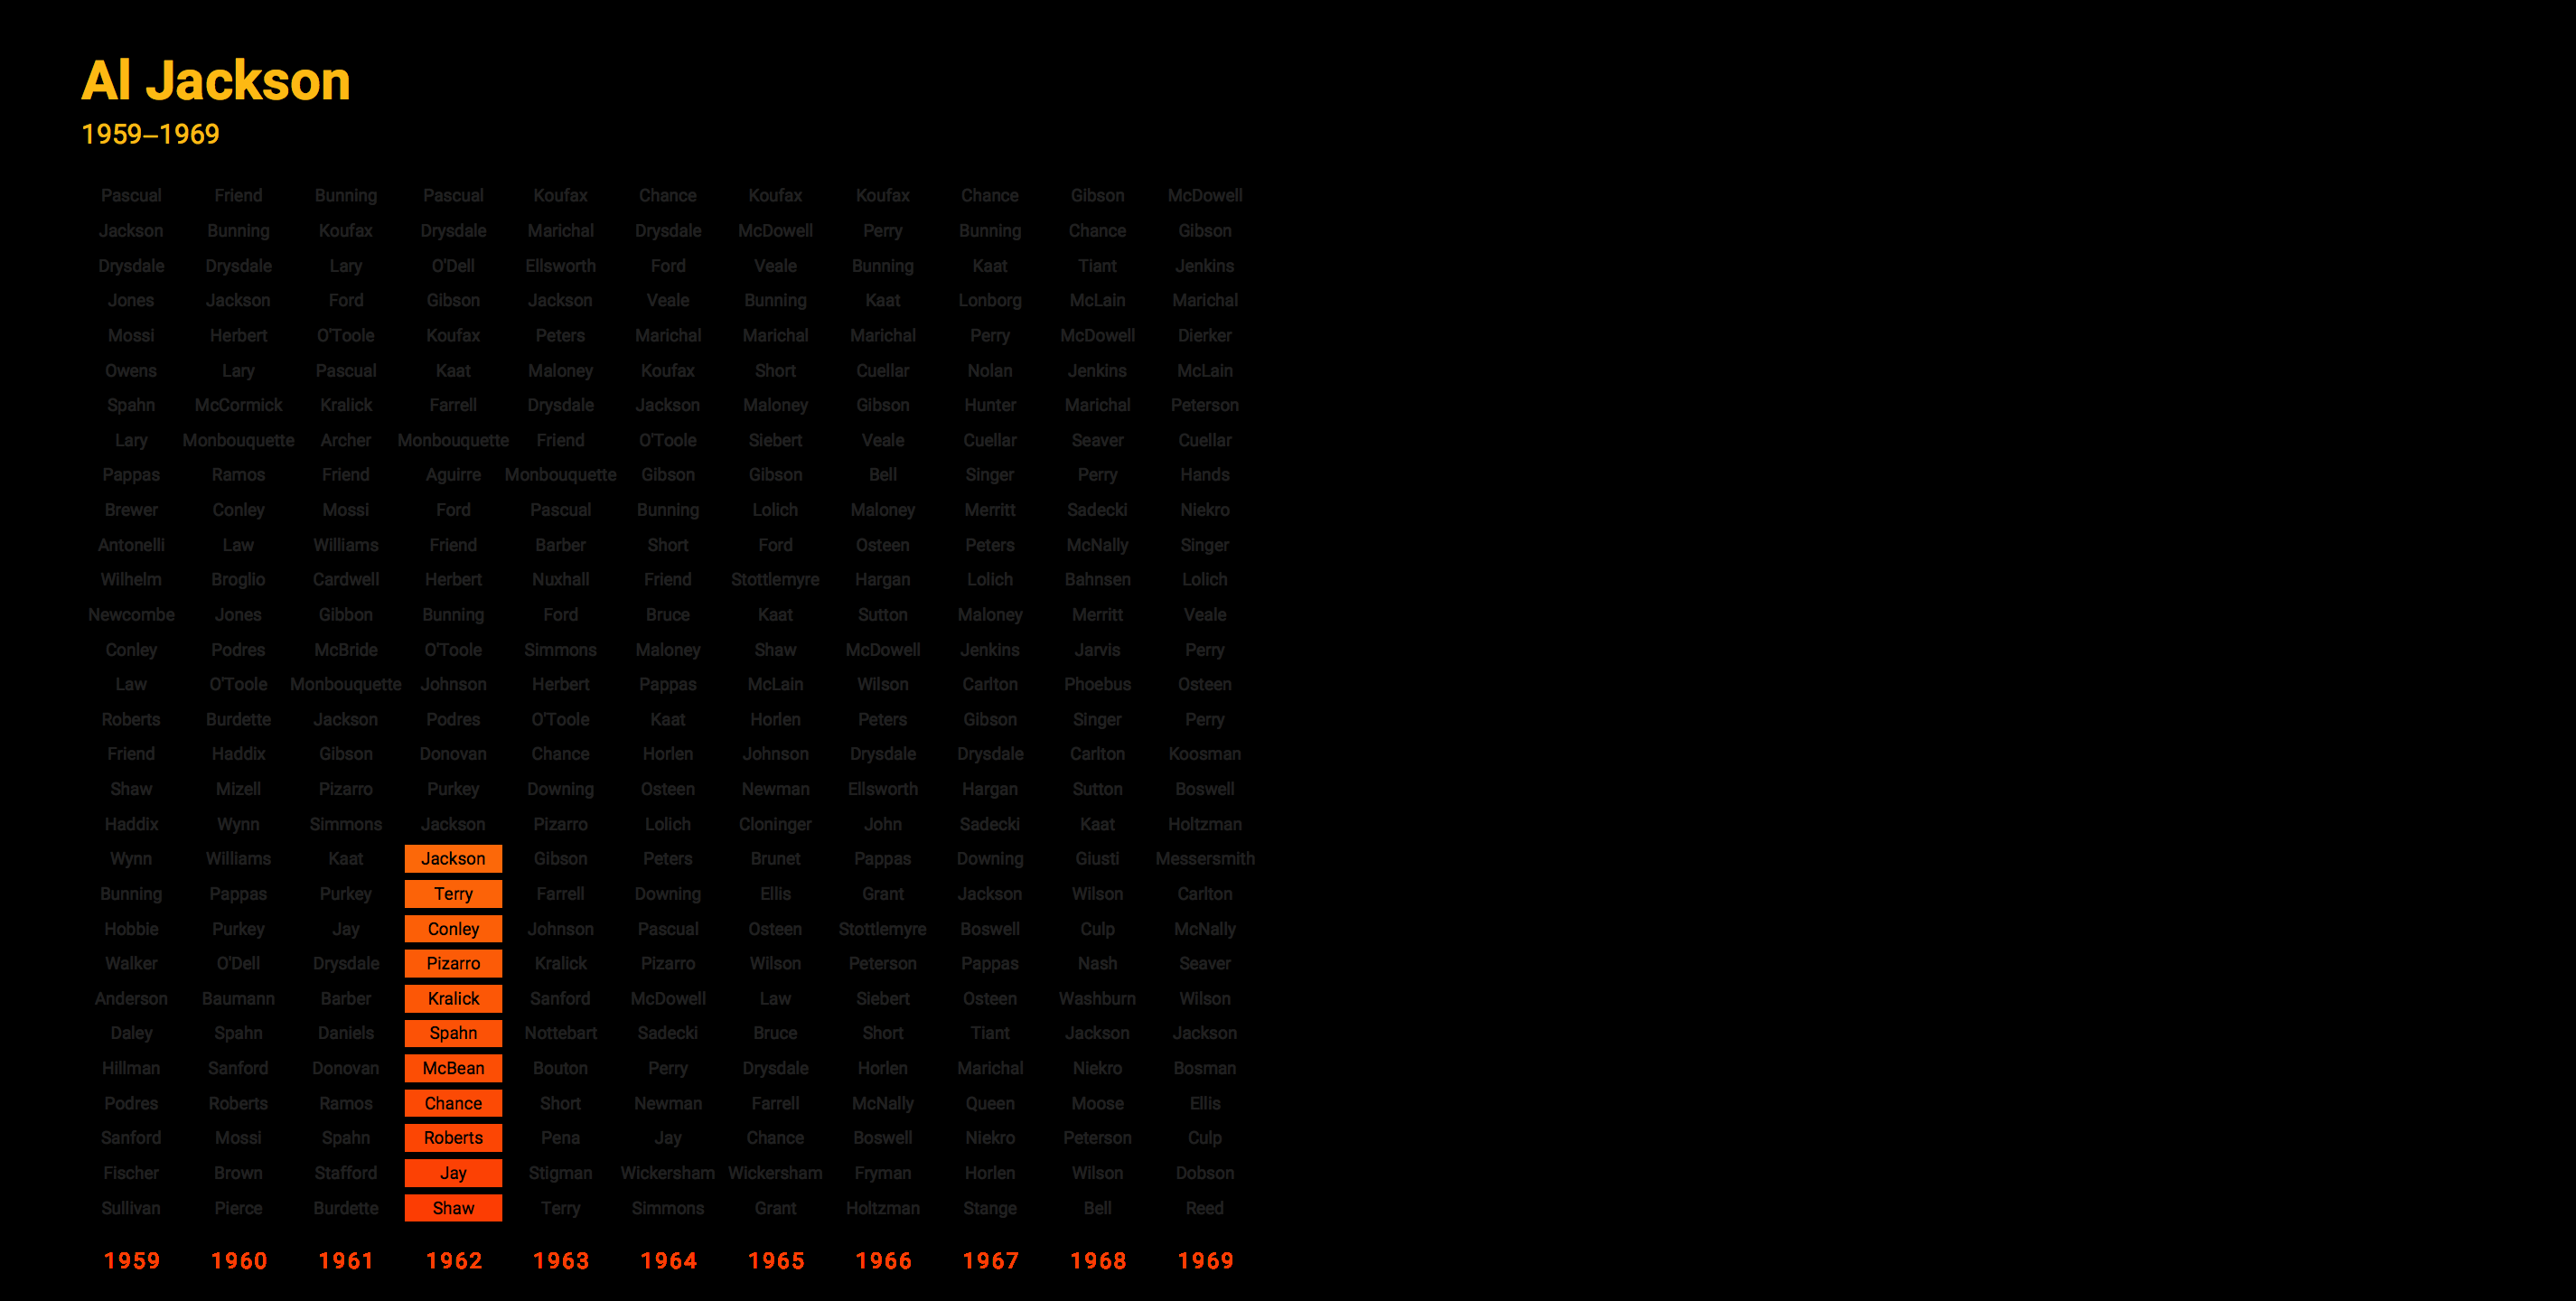 Al Jackson
1959–1969
Pascual Friend Bunning Pascual Koufax Chance Koufax Koufax Chance Gibson McDowell
Jackson Bunning Koufax Drysdale Marichal Drysdale McDowell Perry Bunning Chance Gibson
Drysdale Drysdale Lary O'Dell Ellsworth Ford Veale Bunning Kaat Tiant Jenkins
Jones Jackson Ford Gibson Jackson Veale Bunning Kaat Lonborg McLain Marichal
Mossi Herbert O'Toole Koufax Peters Marichal Marichal Marichal Perry McDowell Dierker
Owens Lary Pascual Kaat Maloney Koufax Short Cuellar Nolan Jenkins McLain
Spahn McCormick Kralick Farrell Drysdale Jackson Maloney Gibson Hunter Marichal Peterson
Lary Monbouquette Archer Monbouquette Friend O'Toole Siebert Veale Cuellar Seaver Cuellar
Pappas Ramos Friend Aguirre Monbouquette Gibson Gibson Bell Singer Perry Hands
Brewer Conley Mossi Ford Pascual Bunning Lolich Maloney Merritt Sadecki Niekro
Antonelli Law Williams Friend Barber Short Ford Osteen Peters McNally Singer
Wilhelm Broglio Cardwell Herbert Nuxhall Friend Stottlemyre Hargan Lolich Bahnsen Lolich
Newcombe Jones Gibbon Bunning Ford Bruce Kaat Sutton Maloney Merritt Veale
Conley Podres McBride O'Toole Simmons Maloney Shaw McDowell Jenkins Jarvis Perry
Law O'Toole Monbouquette Johnson Herbert Pappas McLain Wilson Carlton Phoebus Osteen
Roberts Burdette Jackson Podres O'Toole Kaat Horlen Peters Gibson Singer Perry
Friend Haddix Gibson Donovan Chance Horlen Johnson Drysdale Drysdale Carlton Koosman
Shaw Mizell Pizarro Purkey Downing Osteen Newman Ellsworth Hargan Sutton Boswell
Haddix Wynn Simmons Jackson Pizarro Lolich Cloninger John Sadecki Kaat Holtzman
Wynn Williams Kaat Jackson Gibson Peters Brunet Pappas Downing Giusti Messersmith
Bunning Pappas Purkey Terry Farrell Downing Ellis Grant Jackson Wilson Carlton
Hobbie Purkey Jay Conley Johnson Pascual Osteen Stottlemyre Boswell Culp McNally
Walker O'Dell Drysdale Pizarro Kralick Pizarro Wilson Peterson Pappas Nash Seaver
Anderson Baumann Barber Kralick Sanford McDowell Law Siebert Osteen Washburn Wilson
Daley Spahn Daniels Spahn Nottebart Sadecki Bruce Short Tiant Jackson Jackson
Hillman Sanford Donovan McBean Bouton Perry Drysdale Horlen Marichal Niekro Bosman
Podres Roberts Ramos Chance Short Newman Farrell McNally Queen Moose Ellis
Sanford Mossi Spahn Roberts Pena Jay Chance Boswell Niekro Peterson Culp
Fischer Brown Stafford Jay Stigman Wickersham Wickersham Fryman Horlen Wilson Dobson
Sullivan Pierce Burdette Shaw Terry Simmons Grant Holtzman Stange Bell Reed
1959 1960 1961 1962 1963 1964 1965 1966 1967 1968 1969